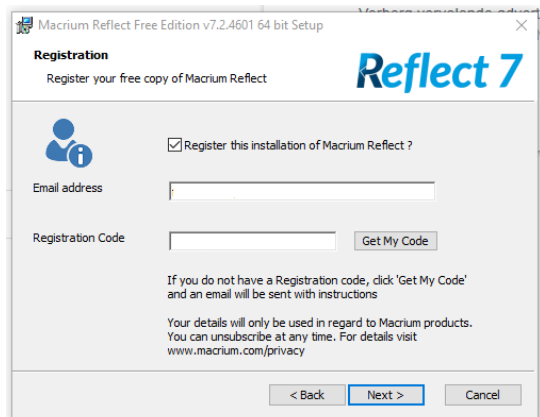 Verberg vervelende advert
Macrium Reflect Free Edition v7.2.4601 64 bit Setup
Registration
Register your free copy of Macrium Reflect
Reflect 7
Register this installation of Macrium Reflect ?
Email address
Registration Code
Get My Code
If you do not have a Registration code, click 'Get My Code'
and an email will be sent with instructions
Your details will only be used in regard to Macrium products.
You can unsubscribe at any time. For details visit
www.macrium.com/privacy
< Back Next > Cancel